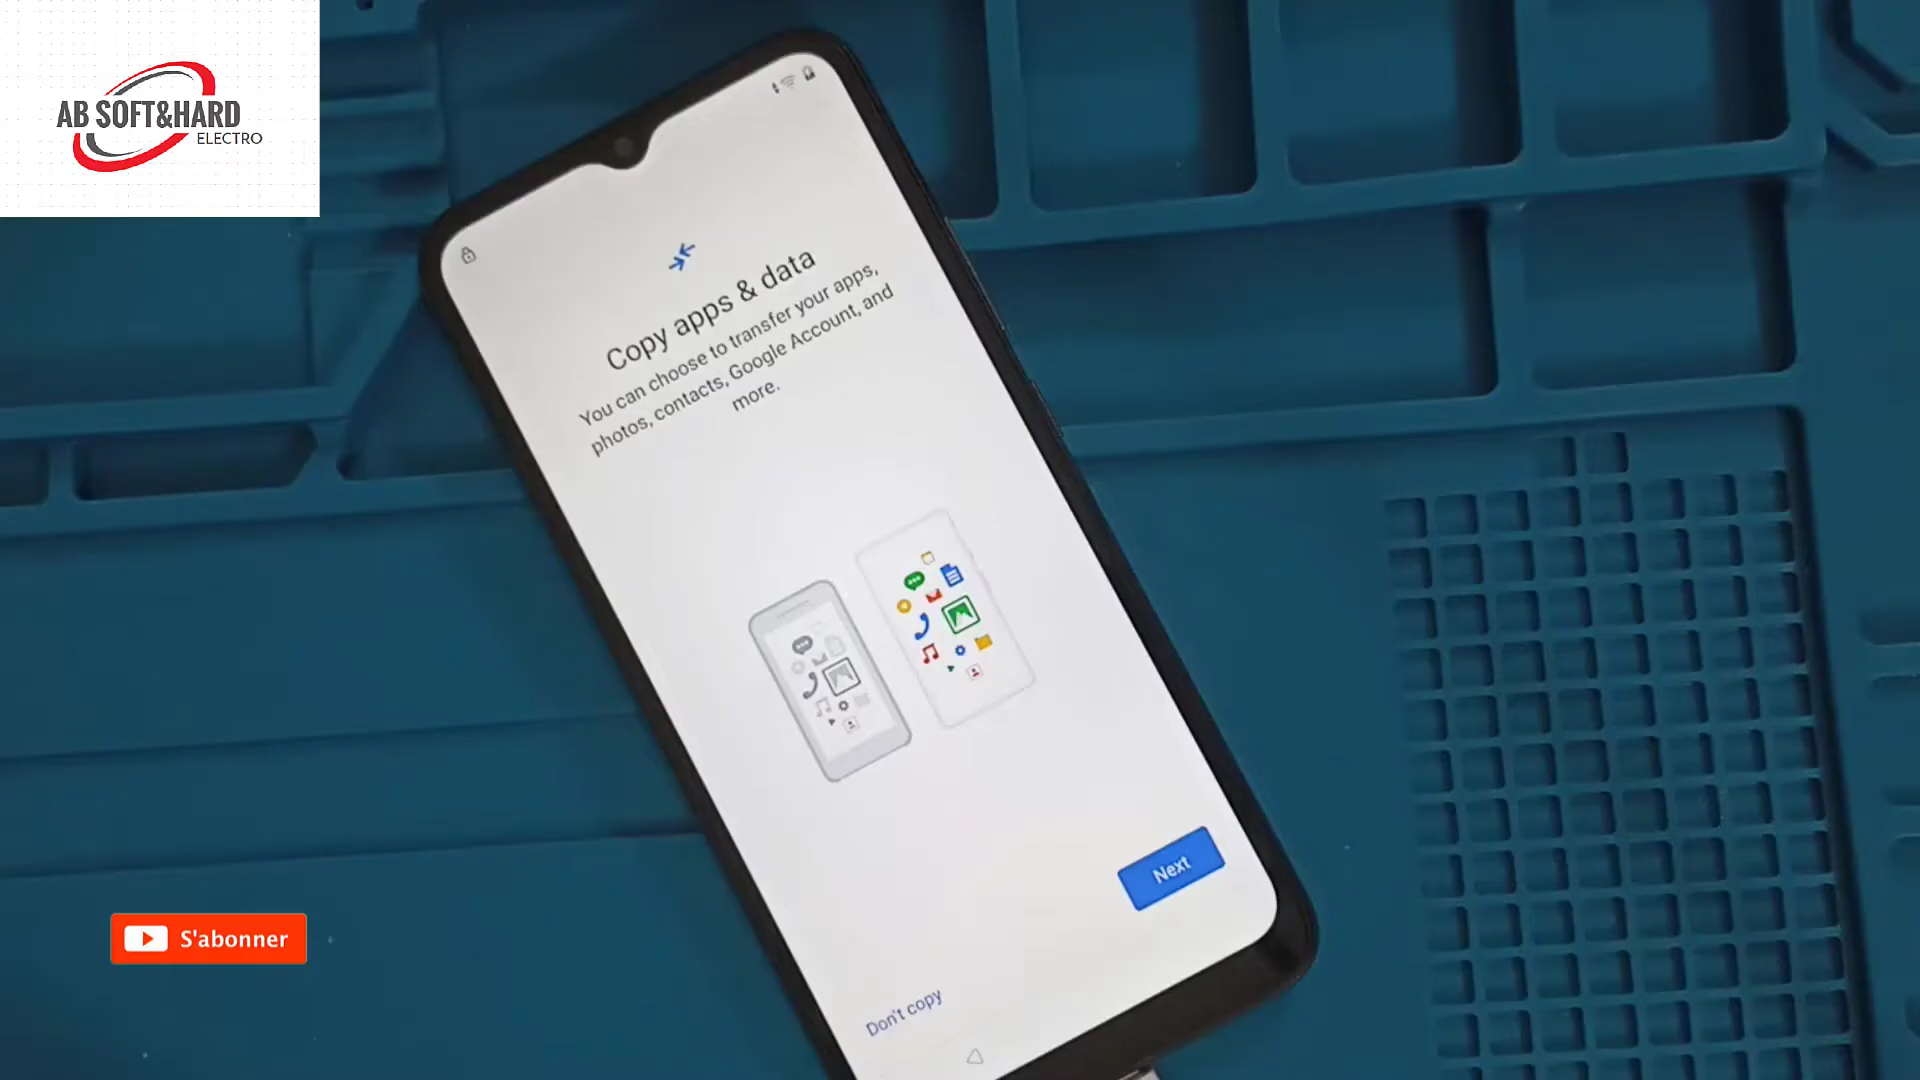 AB SOFT&HARD
ELECTRO
Copy apps & data
You can choose to transfer your apps,
photos, contacts, Google Account, and
more.
Next
Don't copy
S'abonner